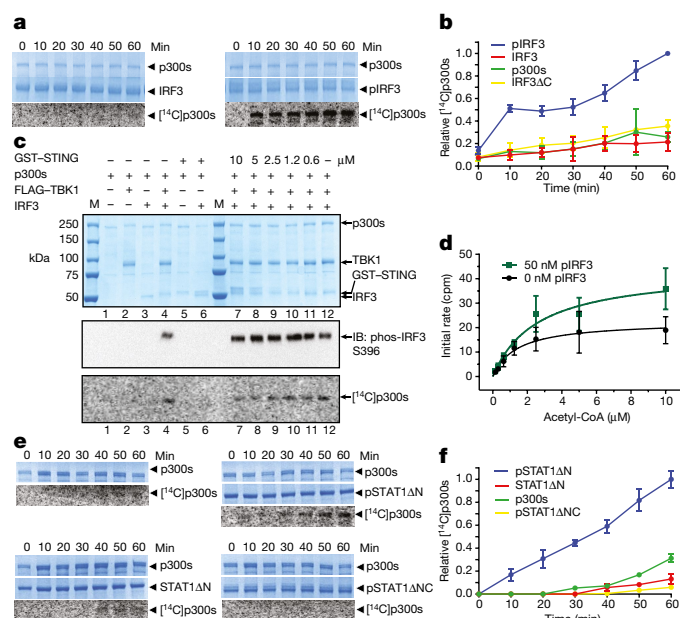 a
0 10 20 30 40 50 60 Min
p300s
IRF3
[14C]p300s
0 10 20 30 40 50 60 Min
p300s
pIRF3
[14C]p300s
b
Relative [14C]p300s
1.0
0.8
0.6
0.4
0.2
0.0
pIRF3
IRF3
p300s
IRF3ΔC
0 10 20 30 40 50 60
Time (min)
c
GST–STING – – – – + + 10 5 2.5 1.2 0.6 – μM
p300s + + + + + + + + + + + +
FLAG–TBK1 – + – + – – + + + + + +
IRF3 – – + + – + + + + + + +
M M
kDa
250
150
100
75
50
p300s
TBK1
GST–STING
IRF3
1 2 3 4 5 6 7 8 9 10 11 12
IB: phos-IRF3
S396
[14C]p300s
1 2 3 4 5 6 7 8 9 10 11 12
d
Initial rate (cpm)
60
50
40
30
20
10
0
50 nM pIRF3
0 nM pIRF3
0 2 4 6 8 10
Acetyl-CoA (μM)
e
0 10 20 30 40 50 60 Min
p300s
[14C]p300s
0 10 20 30 40 50 60 Min
p300s
pSTAT1ΔN
[14C]p300s
0 10 20 30 40 50 60 Min
p300s
STAT1ΔN
[14C]p300s
0 10 20 30 40 50 60 Min
p300s
pSTAT1ΔNC
[14C]p300s
f
Relative [14C]p300s
1.0
0.8
0.6
0.4
0.2
0.0
pSTAT1ΔN
STAT1ΔN
p300s
pSTAT1ΔNC
0 10 20 30 40 50 60
Time (min)